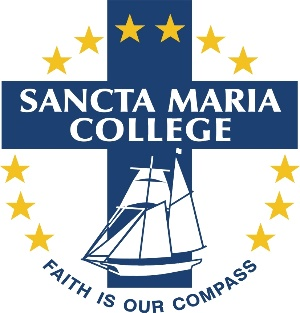 SANCTA MARIA
COLLEGE
FAITH IS OUR COMPASS